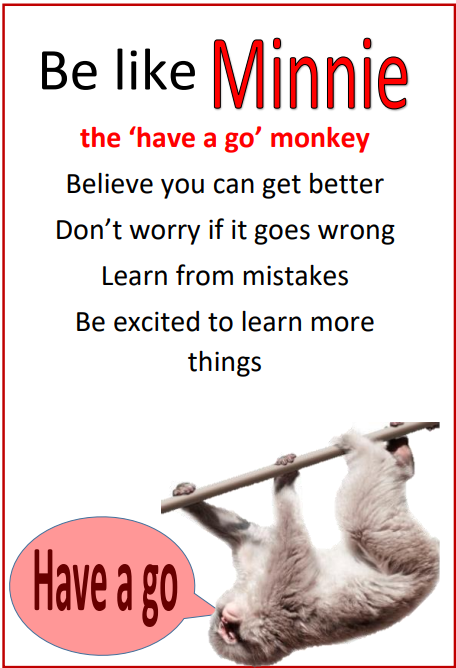 Be like Minnie
the ‘have a go’ monkey
Believe you can get better
Don’t worry if it goes wrong
Learn from mistakes
Be excited to learn more
things
Have a go